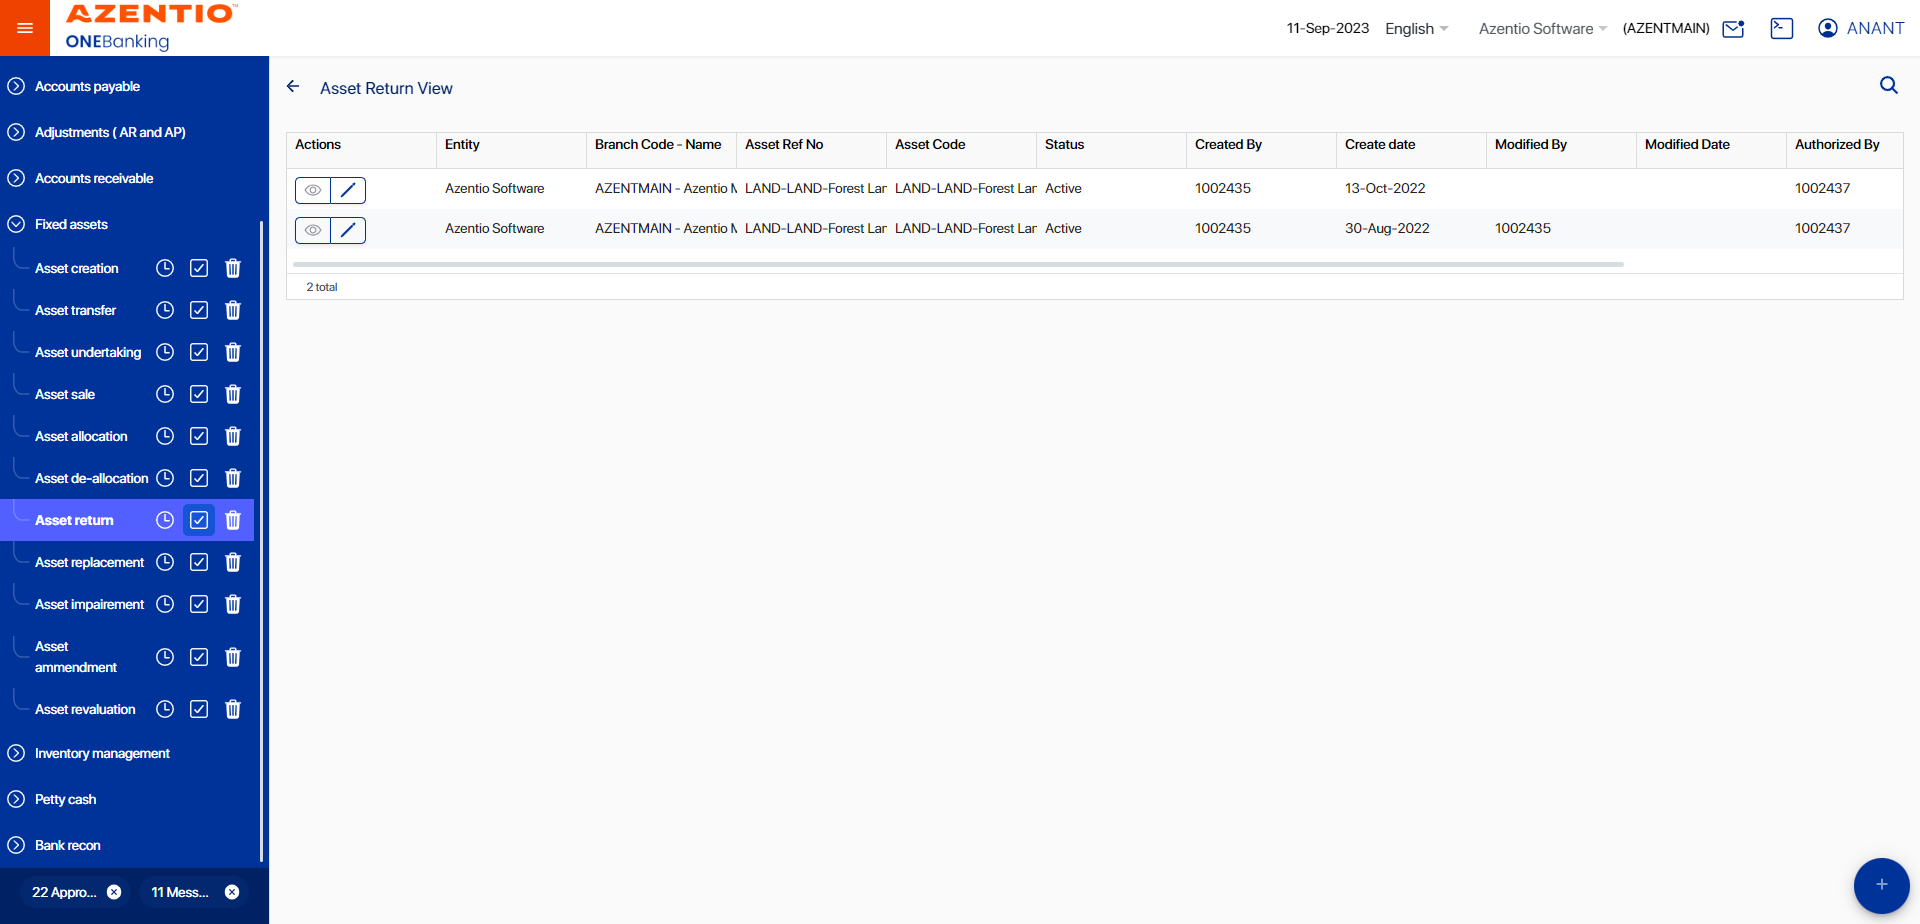 AZENTIO™
ONEBanking
11-Sep-2023 English Azentio Software (AZENTMAIN) ANANT
Accounts payable
Adjustments ( AR and AP)
Accounts receivable
Fixed assets
Asset creation
Asset transfer
Asset undertaking
Asset sale
Asset allocation
Asset de-allocation
Asset return
Asset replacement
Asset impairement
Asset
ammendment
Asset revaluation
Inventory management
Petty cash
Bank recon
22 Appro...
11 Mess...
Asset Return View
Actions Entity Branch Code - Name Asset Ref No Asset Code Status Created By Create date Modified By Modified Date Authorized By
Azentio Software AZENTMAIN - Azentio M LAND-LAND-Forest Lar LAND-LAND-Forest Lar Active 1002435 13-Oct-2022 1002437
Azentio Software AZENTMAIN - Azentio M LAND-LAND-Forest Lar LAND-LAND-Forest Lar Active 1002435 30-Aug-2022 1002435 1002437
2 total